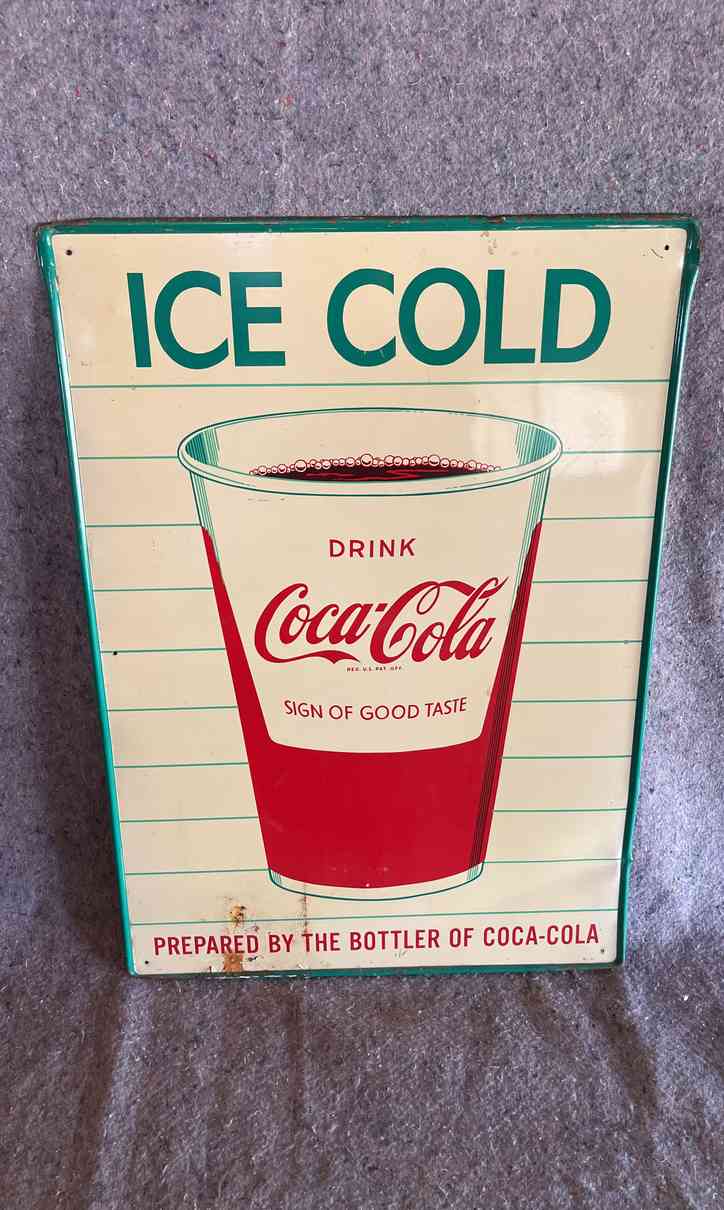 ICE COLD
DRINK
Coca-Cola
REG. U.S. PAT. OFF.
SIGN OF GOOD TASTE
PREPARED BY THE BOTTLER OF COCA-COLA